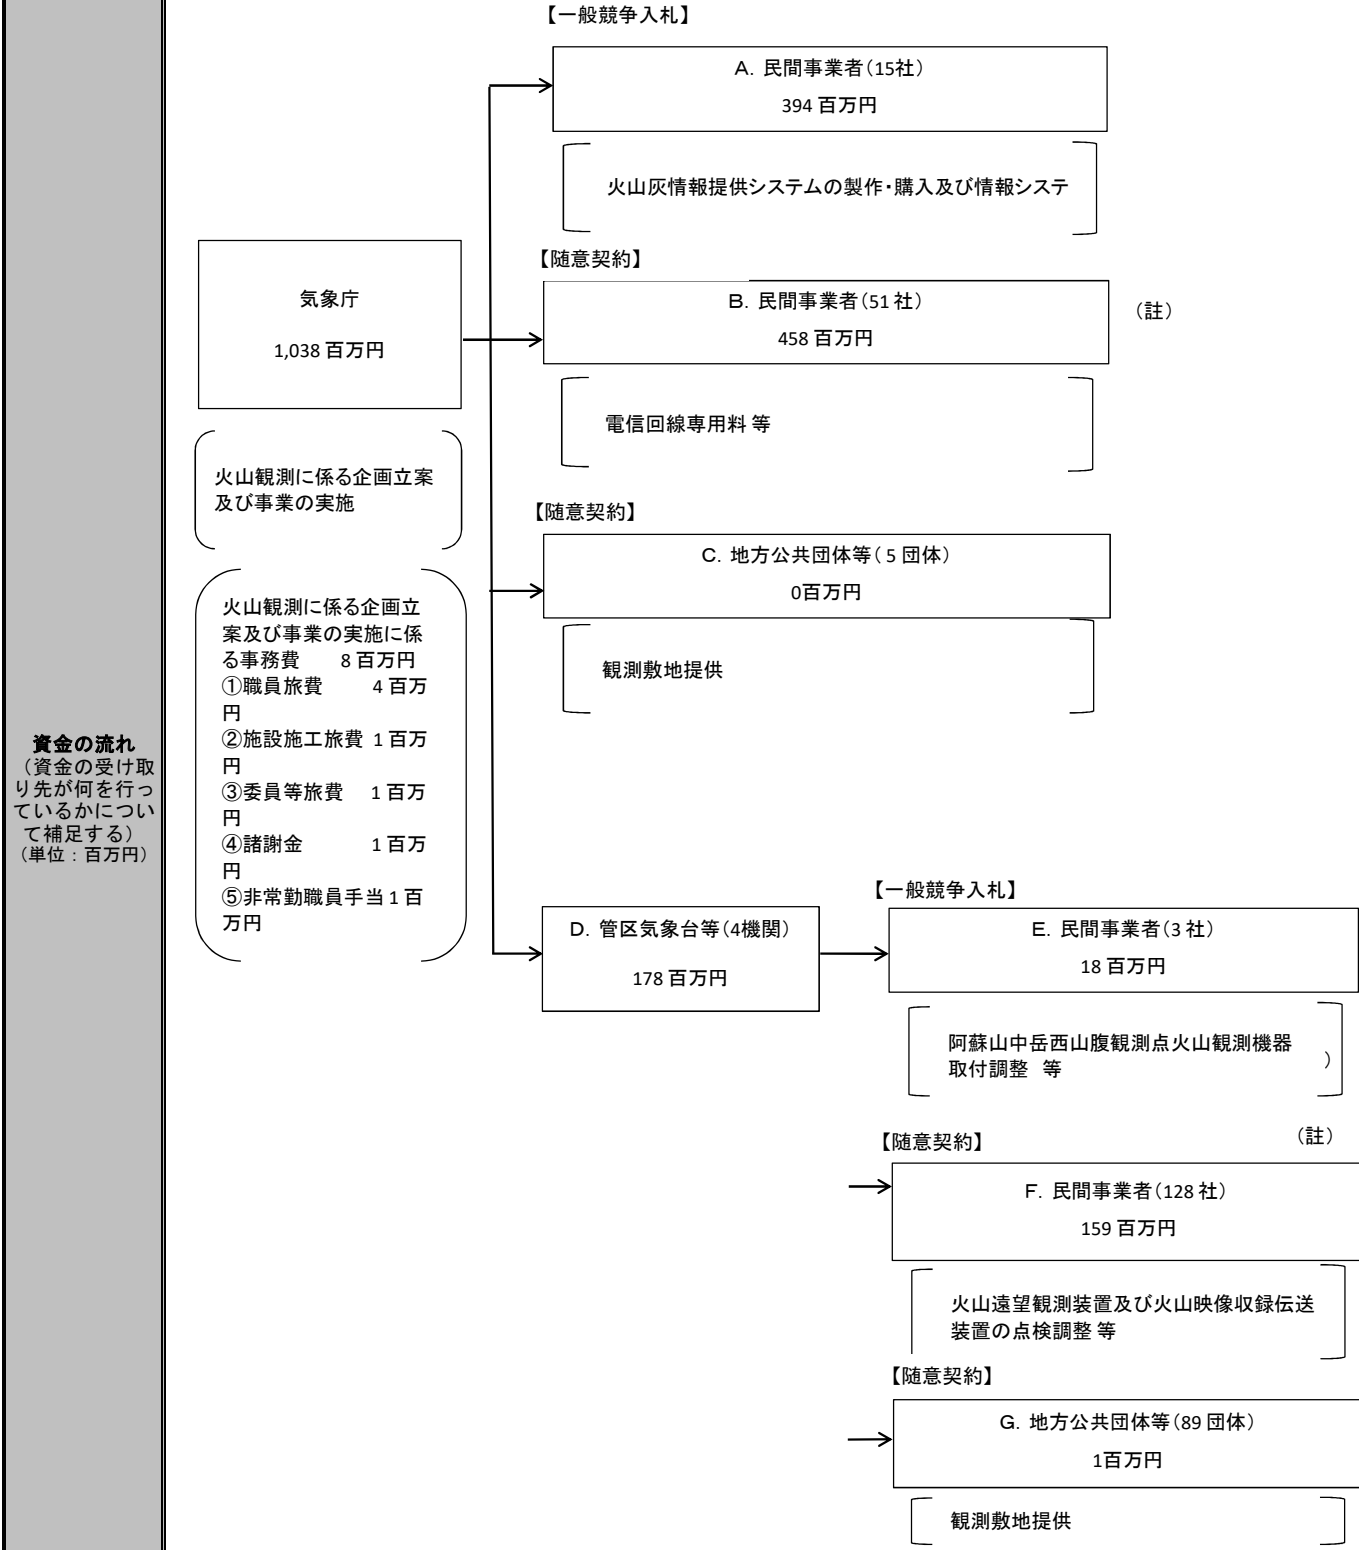 資金の流れ
（資金の受け取
り先が何を行っ
ているかについ
て補足する）
（単位：百万円）
気象庁
1,038 百万円
火山観測に係る企画立案
及び事業の実施
火山観測に係る企画立
案及び事業の実施に係
る事務費　　8 百万円
①職員旅費　　4 百万
円
②施設施工旅費 1 百万
円
③委員等旅費　1 百万
円
④諸謝金　　　1 百万
円
⑤非常勤職員手当 1 百
万円
【一般競争入札】
A．民間事業者（15社）
394 百万円
火山灰情報提供システムの製作・購入及び情報システ
【随意契約】
B．民間事業者（51 社）
458 百万円
（註）
電信回線専用料 等
【随意契約】
C．地方公共団体等（ 5 団体）
0百万円
観測敷地提供
D．管区気象台等（4機関）
178 百万円
【一般競争入札】
E．民間事業者（3 社）
18 百万円
阿蘇山中岳西山腹観測点火山観測機器
取付調整　等
）
【随意契約】
（註）
F．民間事業者（128 社）
159 百万円
火山遠望観測装置及び火山映像収録伝送
装置の点検調整 等
【随意契約】
G．地方公共団体等（89 団体）
1百万円
観測敷地提供